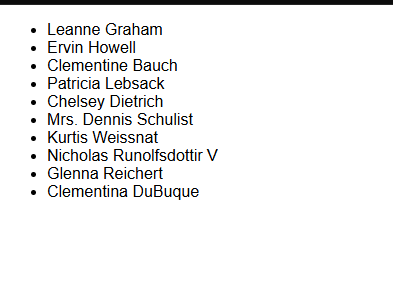 Leanne Graham
Ervin Howell
Clementine Bauch
Patricia Lebsack
Chelsey Dietrich
Mrs. Dennis Schulist
Kurtis Weissnat
Nicholas Runolfsdottir V
Glenna Reichert
Clementina DuBuque